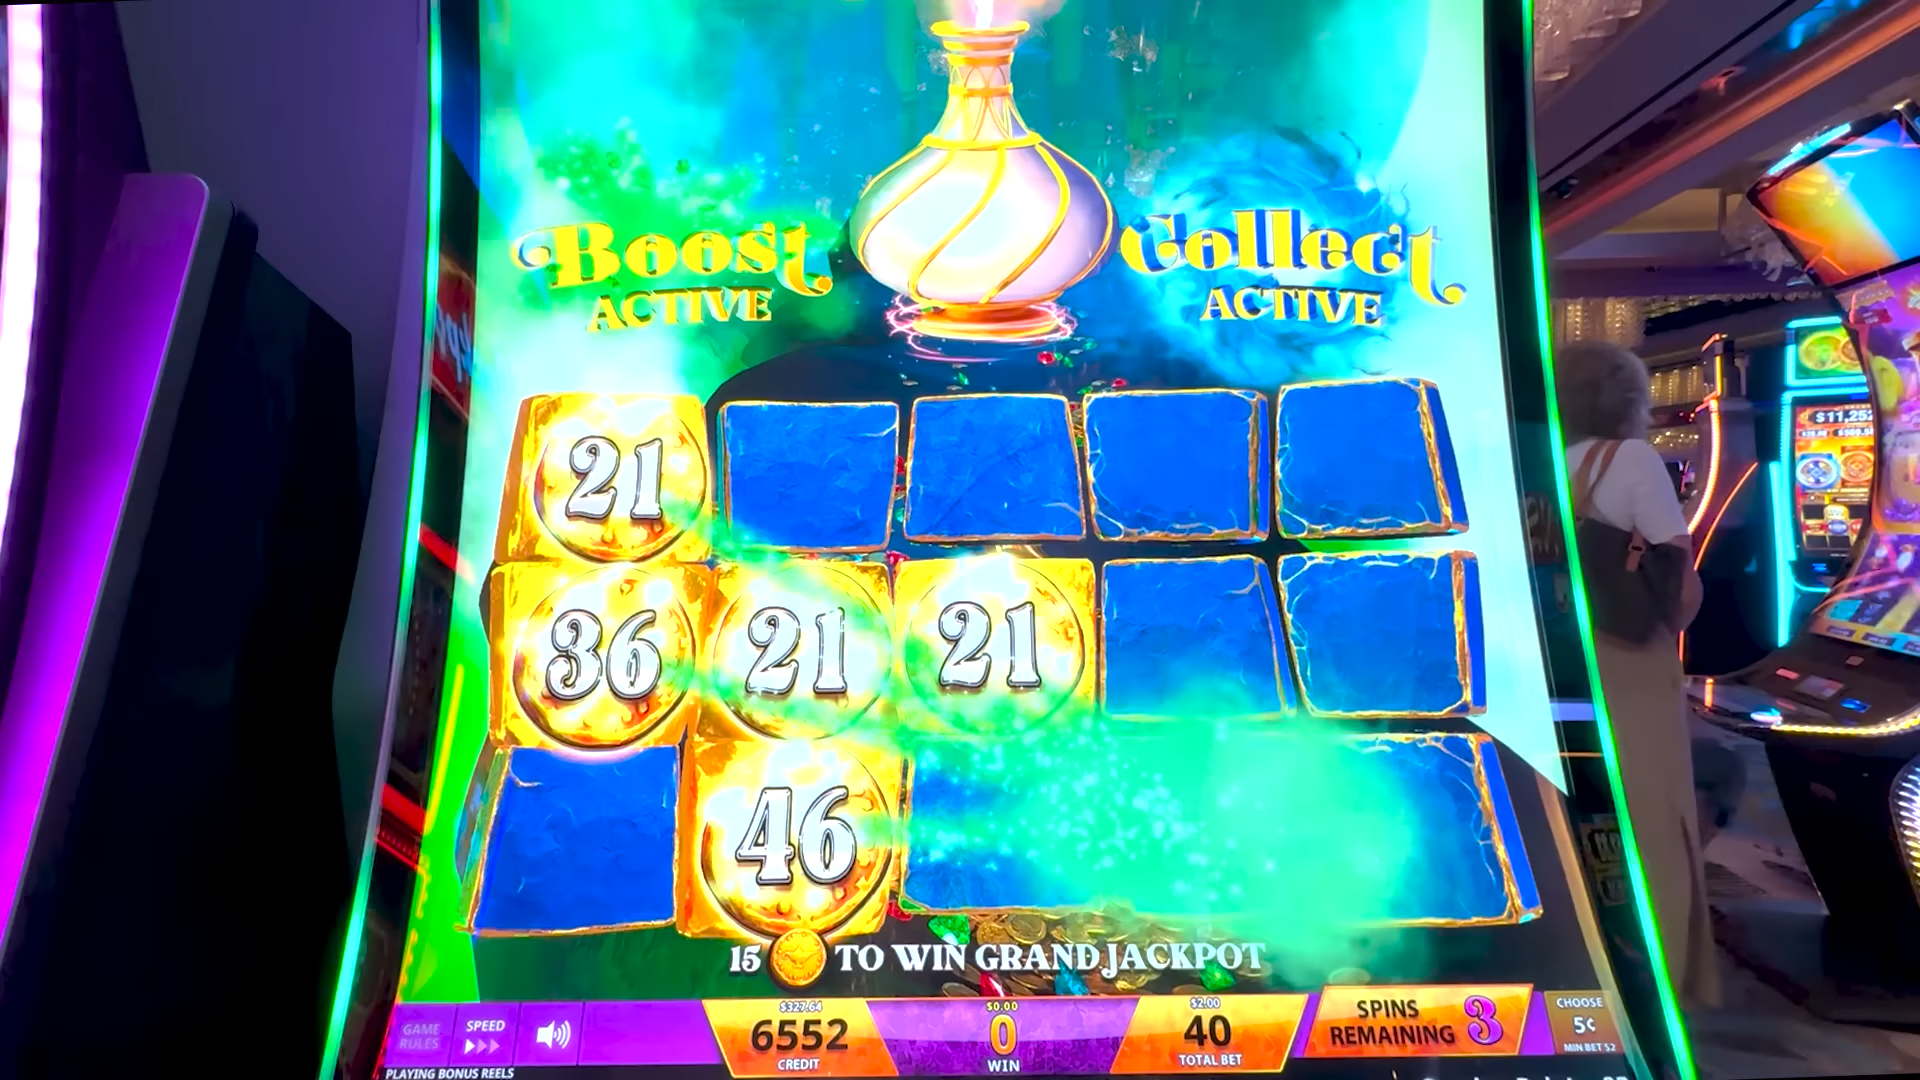 Boost
ACTIVE
Collect
ACTIVE
21
36
21
21
46
15 TO WIN GRAND JACKPOT
GAME
RULES
SPEED
$327.64
6552
CREDIT
$0.00
0
WIN
$2.00
40
TOTAL BET
SPINS
REMAINING 3
CHOOSE
5¢
MIN BET $2
PLAYING BONUS REELS
$11,252